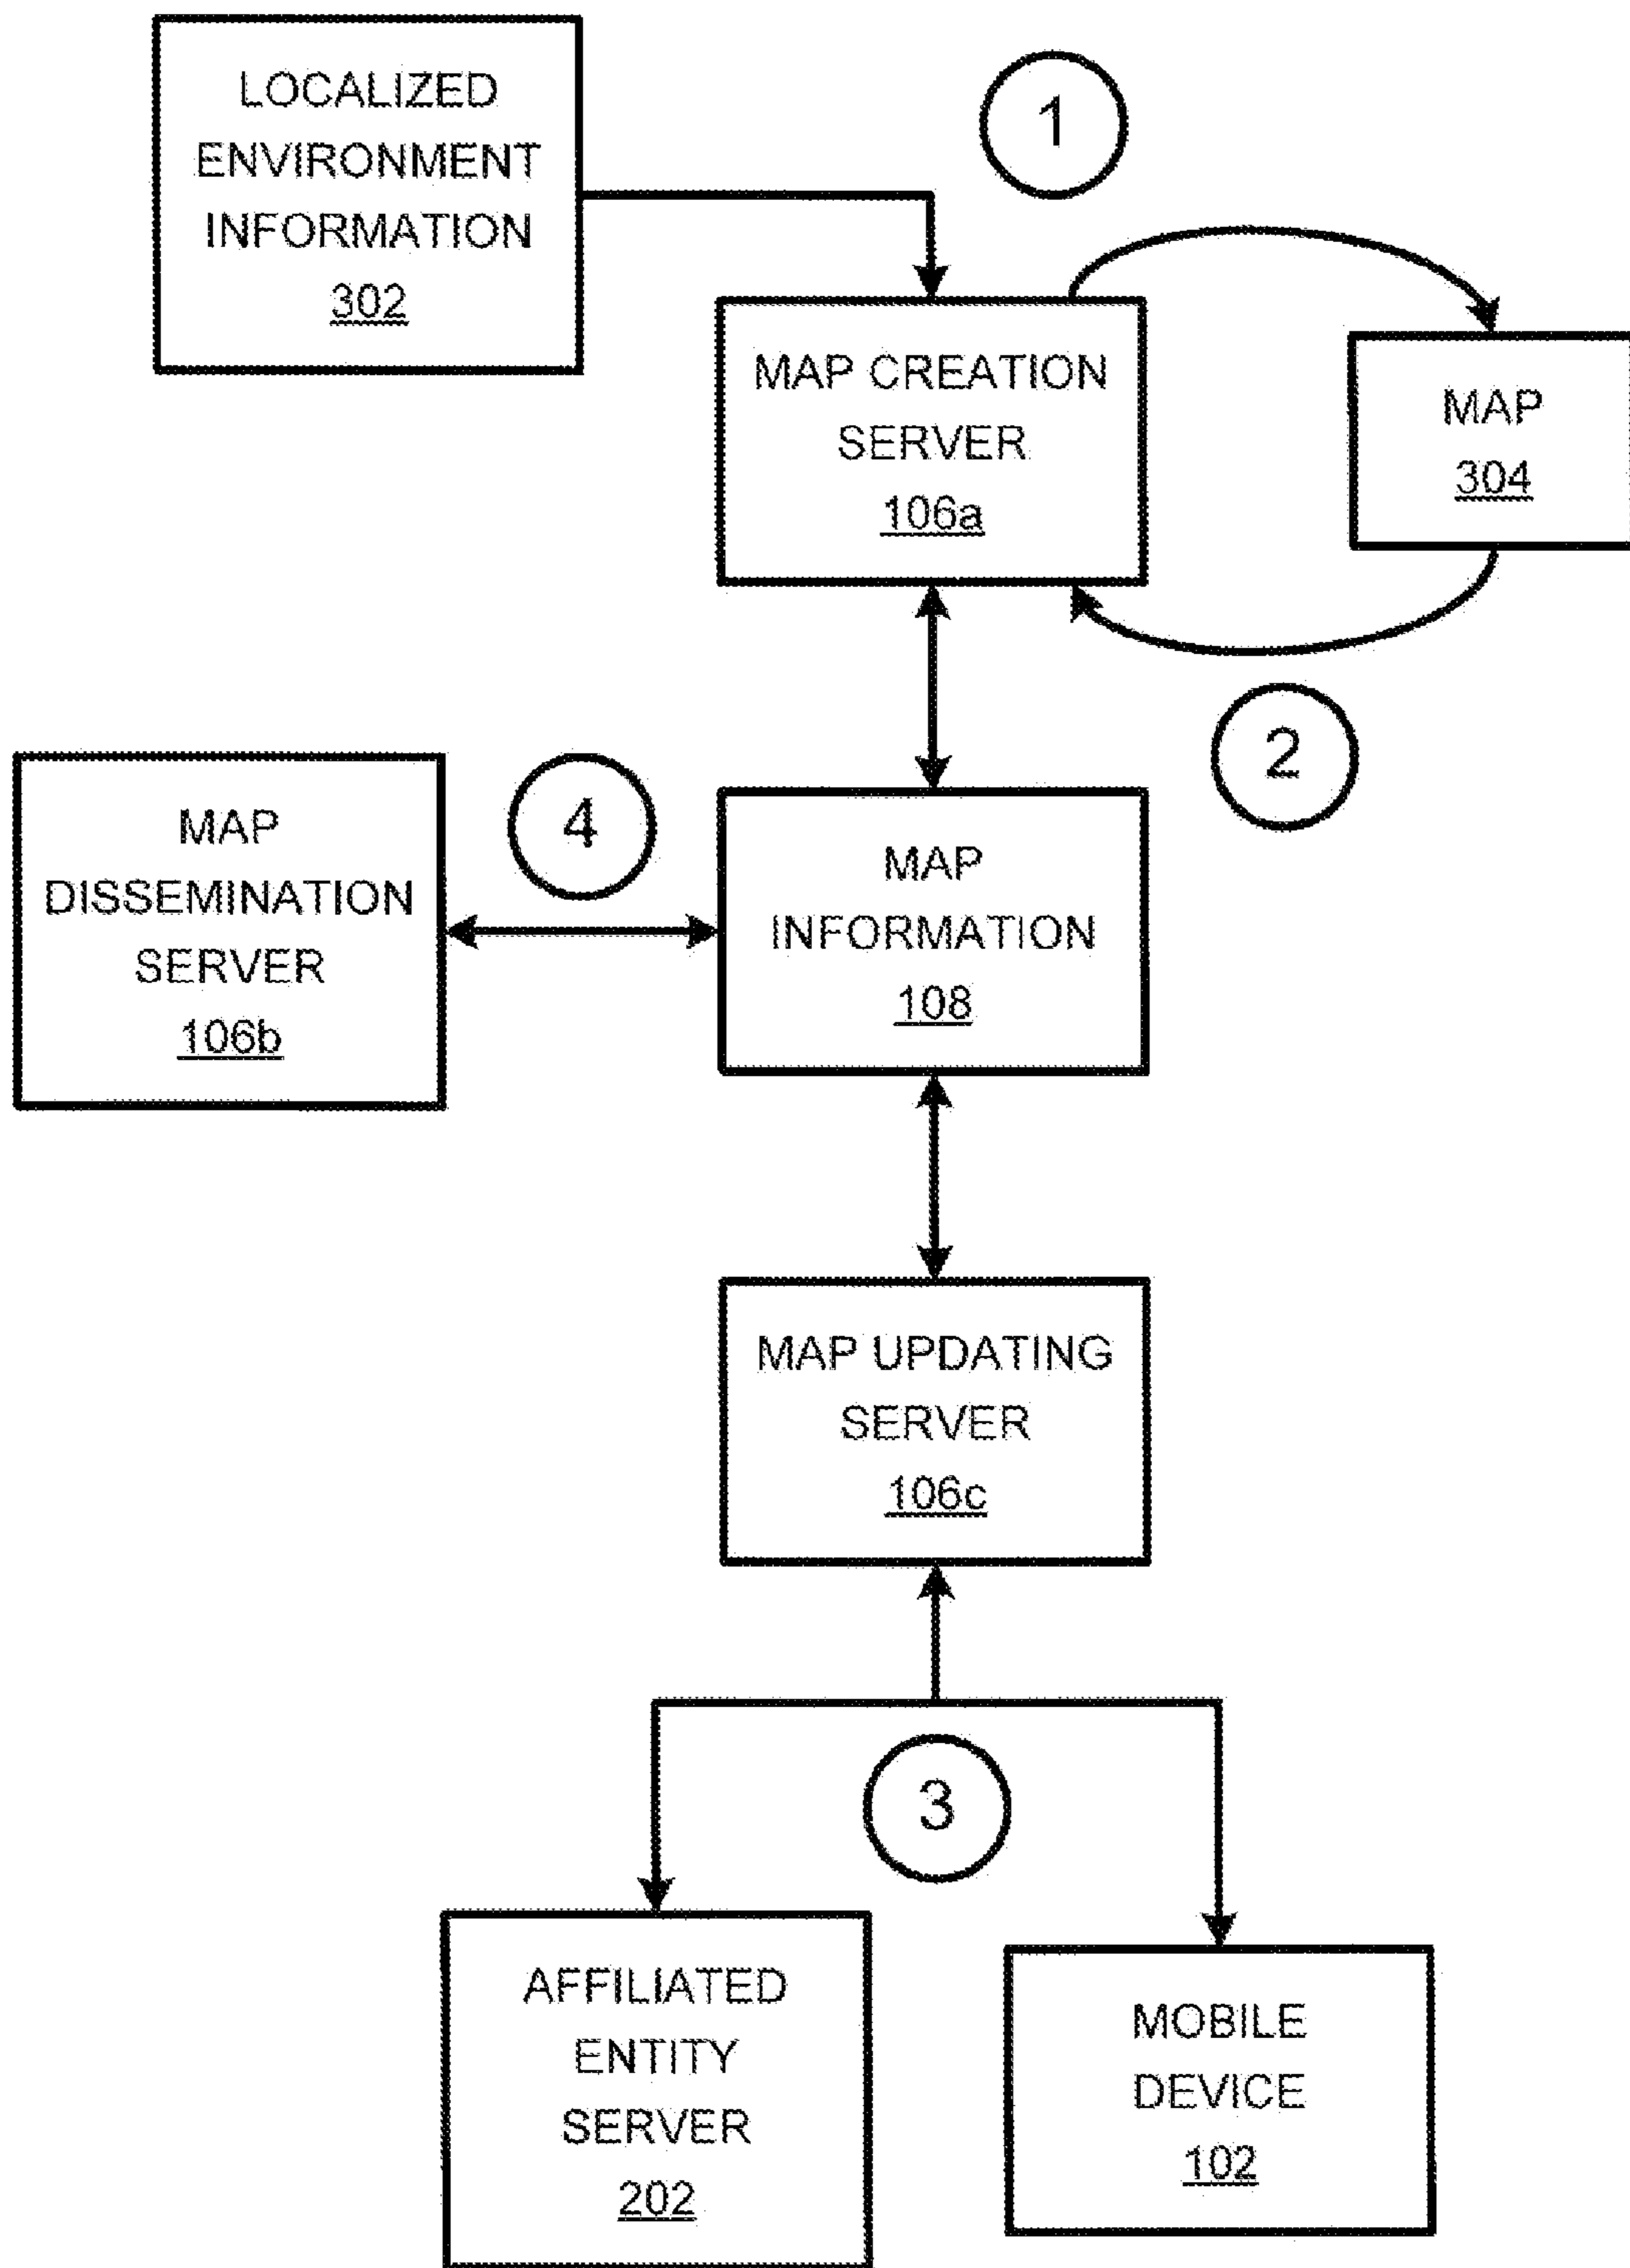 LOCALIZED
ENVIRONMENT
INFORMATION
302
1
MAP CREATION
SERVER
106a
MAP
304
2
MAP
DISSEMINATION
SERVER
106b
4
MAP
INFORMATION
108
MAP UPDATING
SERVER
106c
3
AFFILIATED
ENTITY
SERVER
202
MOBILE
DEVICE
102